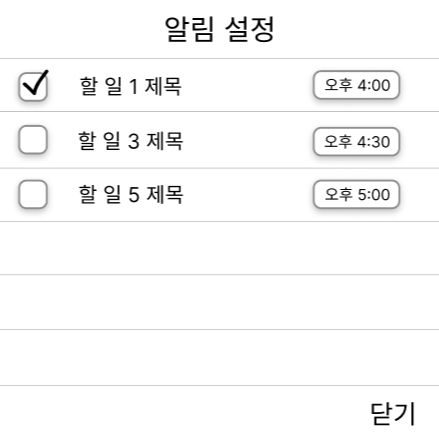 알림 설정
할 일 1 제목 오후 4:00
할 일 3 제목 오후 4:30
할 일 5 제목 오후 5:00
닫기